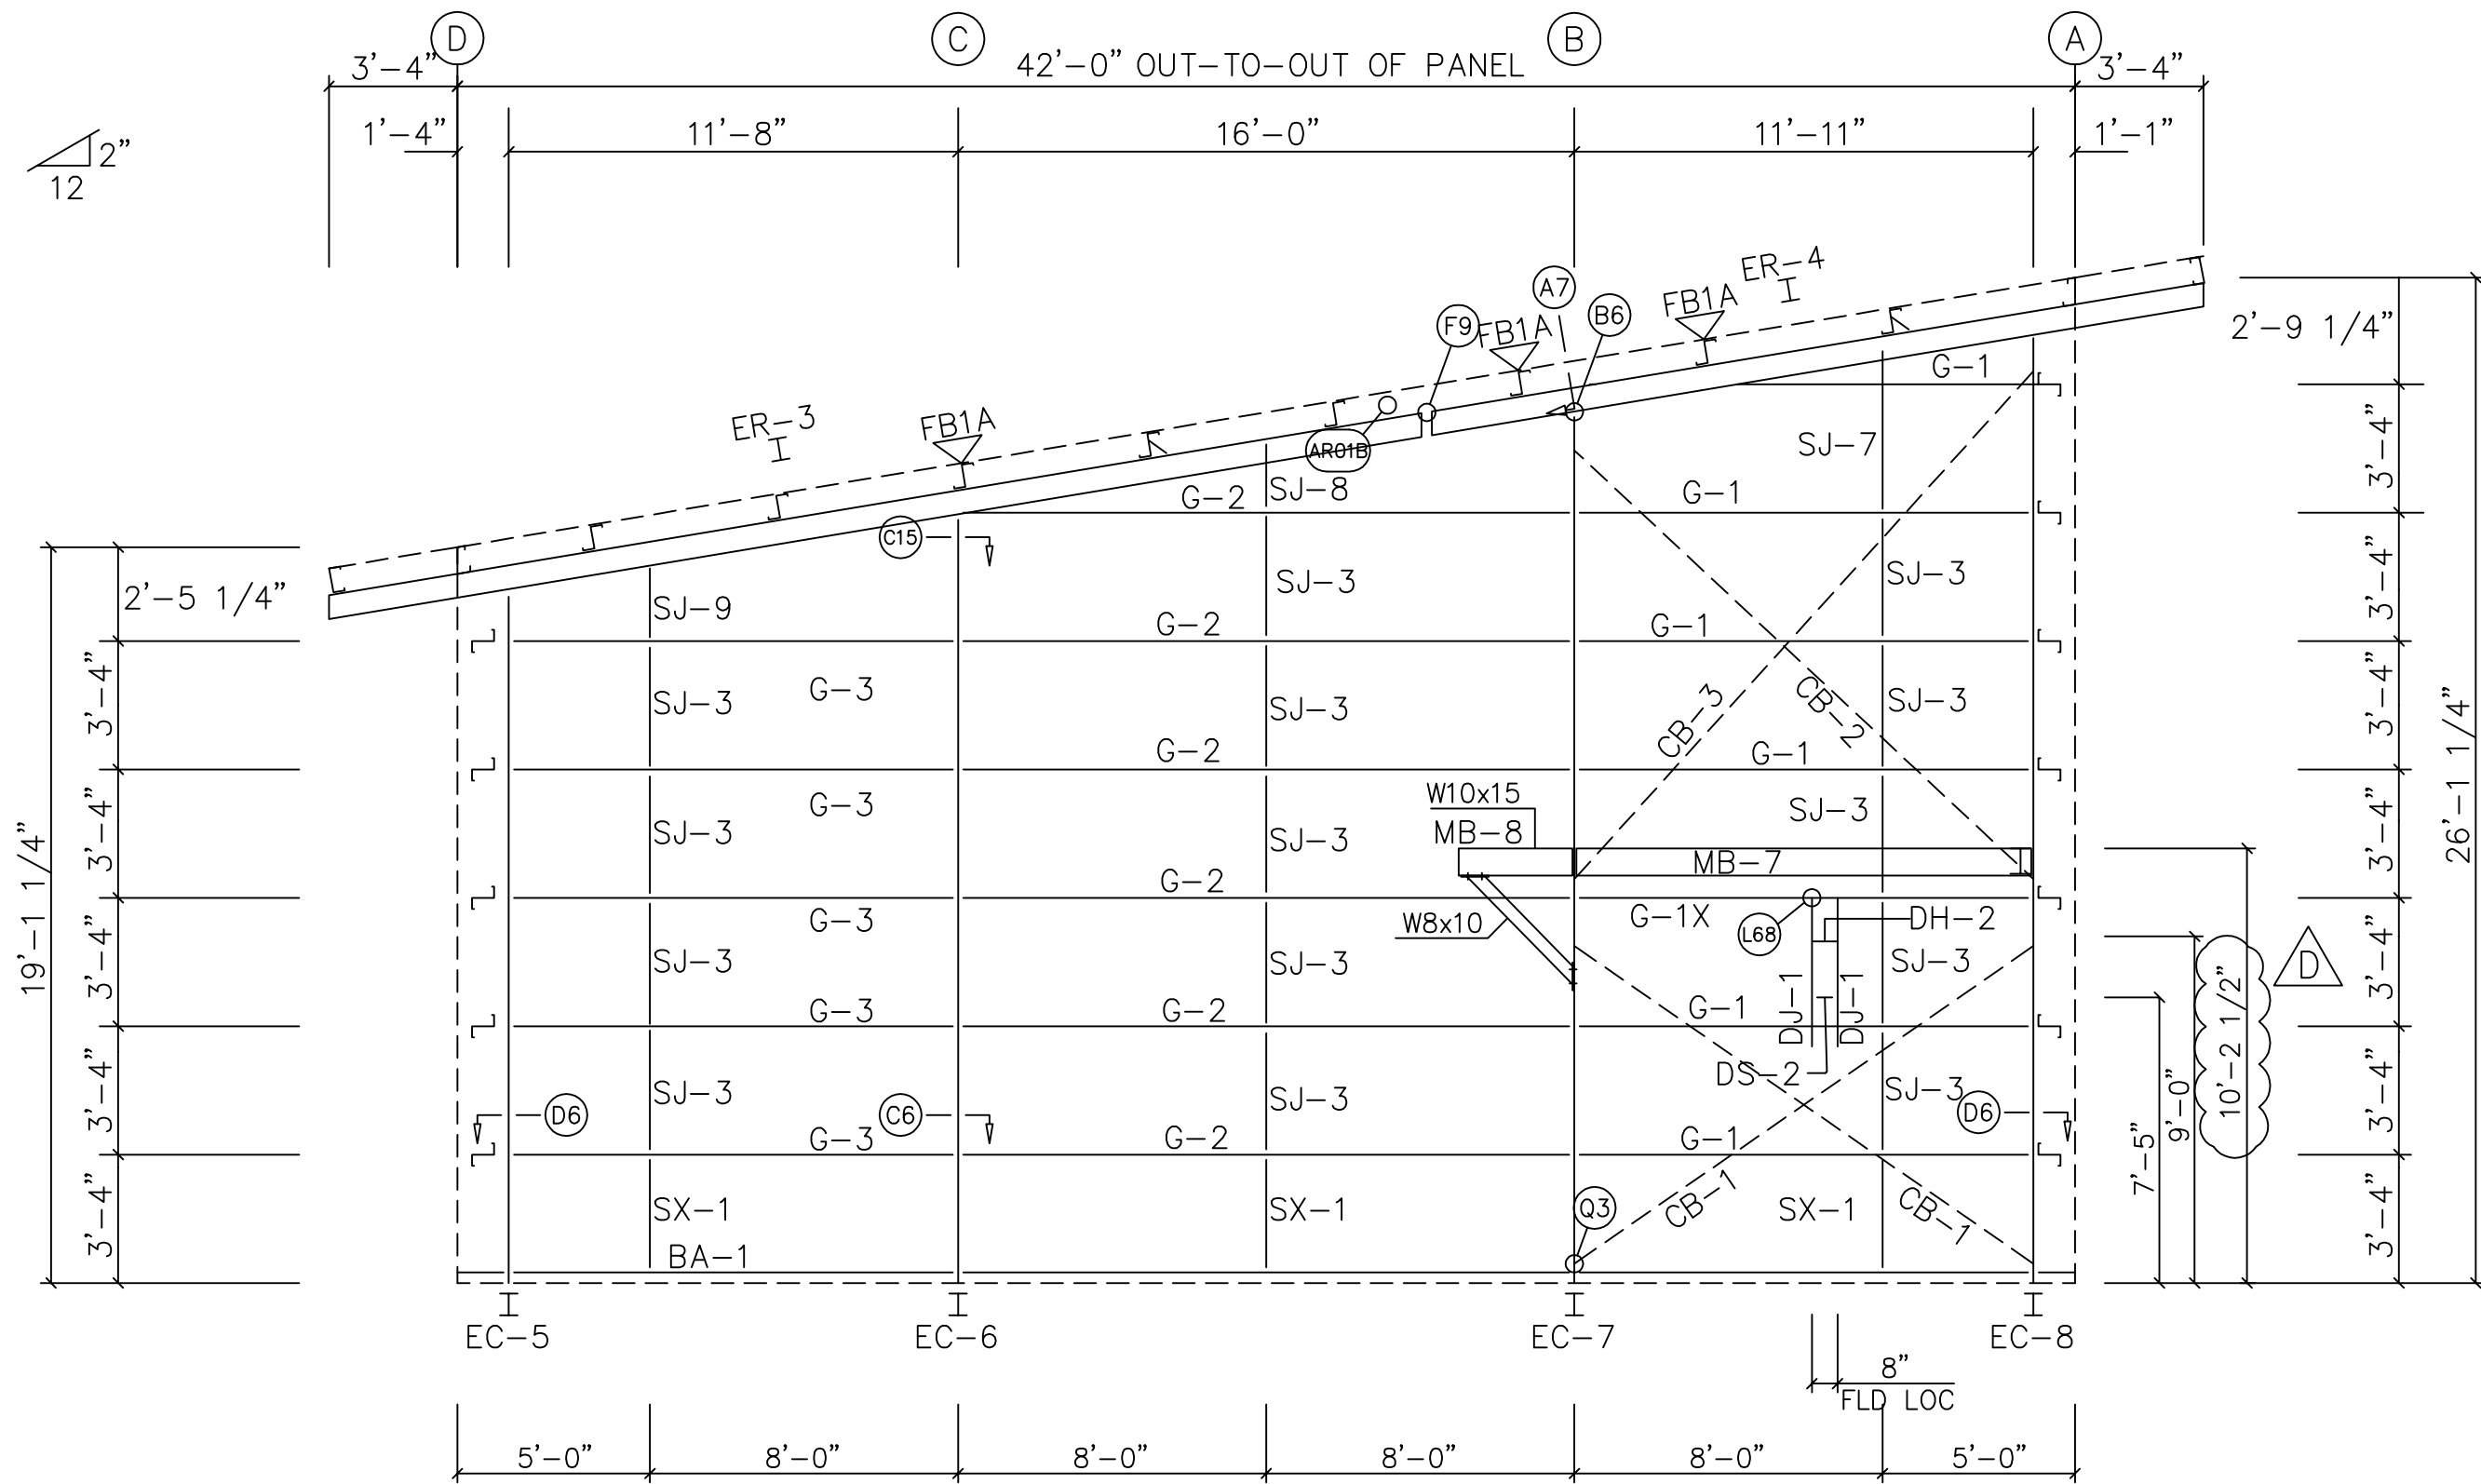 D
C
B
A
3'-4"
42'-0" OUT-TO-OUT OF PANEL
3'-4"
1'-4"
11'-8"
16'-0"
11'-11"
1'-1"
2"
12
ER-4
A7
B6
FB1A
F9
FB1A
2'-9 1/4"
G-1
ER-3
FB1A
AR01B
SJ-7
3'-4"
G-2
SJ-8
G-1
C15
2'-5 1/4"
SJ-9
SJ-3
SJ-3
3'-4"
G-2
G-1
3'-4"
SJ-3
G-3
SJ-3
CB-3
CB-2
SJ-3
3'-4"
26'-1 1/4"
G-2
G-1
19'-1 1/4"
3'-4"
SJ-3
G-3
SJ-3
W10x15
MB-8
MB-7
SJ-3
3'-4"
G-2
3'-4"
SJ-3
G-3
SJ-3
W8x10
G-1X
L68
DH-2
SJ-3
3'-4"
D
G-3
G-2
G-1
DJ-1
DJ-1
10'-2 1/2"
9'-0"
7'-5"
3'-4"
SJ-3
SJ-3
DS-2
SJ-3
3'-4"
D6
C6
D6
G-3
G-2
G-1
3'-4"
SX-1
SX-1
Q3
CB-1
SX-1
CB-1
3'-4"
BA-1
EC-5
EC-6
EC-7
EC-8
8"
FLD LOC
5'-0"
8'-0"
8'-0"
8'-0"
8'-0"
5'-0"